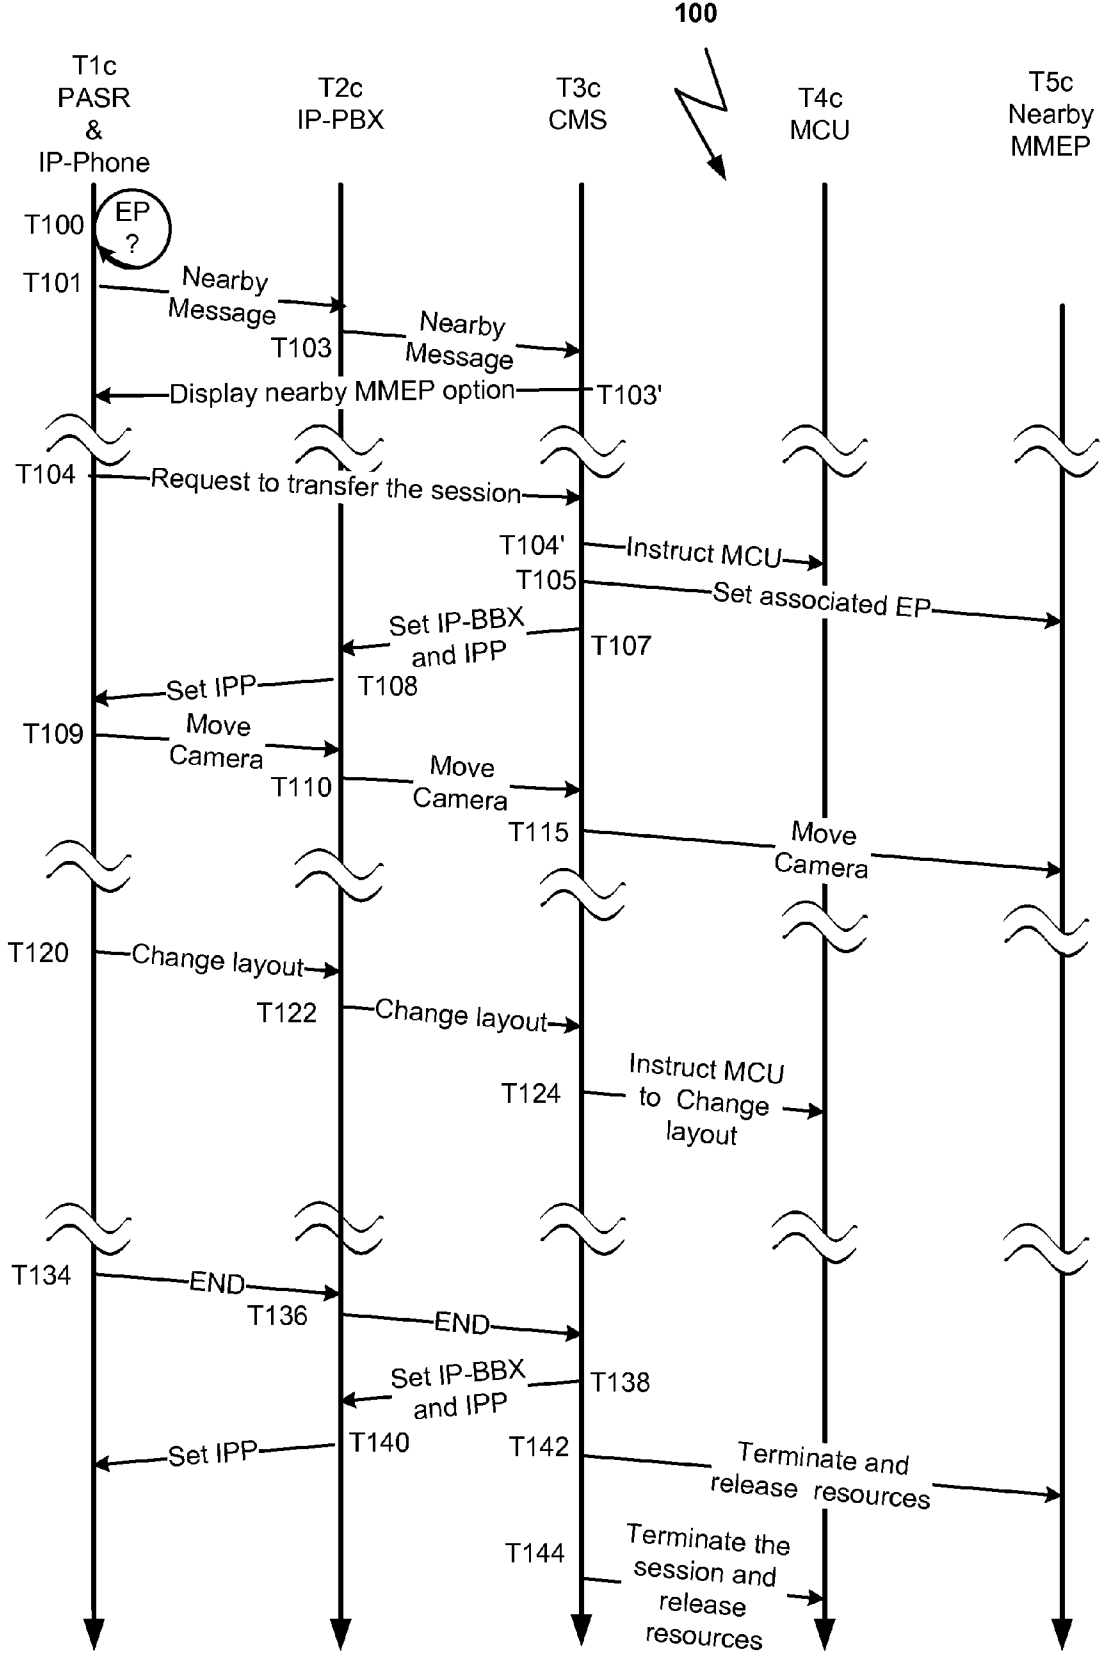 100
T1c
PASR
&
IP-Phone
T2c
IP-PBX
T3c
CMS
T4c
MCU
T5c
Nearby
MMEP
T100
EP
?
T101
Nearby
Message
T103
Nearby
Message
Display nearby MMEP option
T103'
T104
Request to transfer the session
T104'
Instruct MCU
T105
Set associated EP
Set IP-BBX
and IPP
T107
Set IPP
T108
T109
Move
Camera
T110
Move
Camera
T115
Move
Camera
T120
Change layout
T122
Change layout
T124
Instruct MCU
to Change
layout
T134
END
T136
END
Set IP-BBX
and IPP
T138
Set IPP
T140
T142
Terminate and
release resources
T144
Terminate the
session and
release
resources